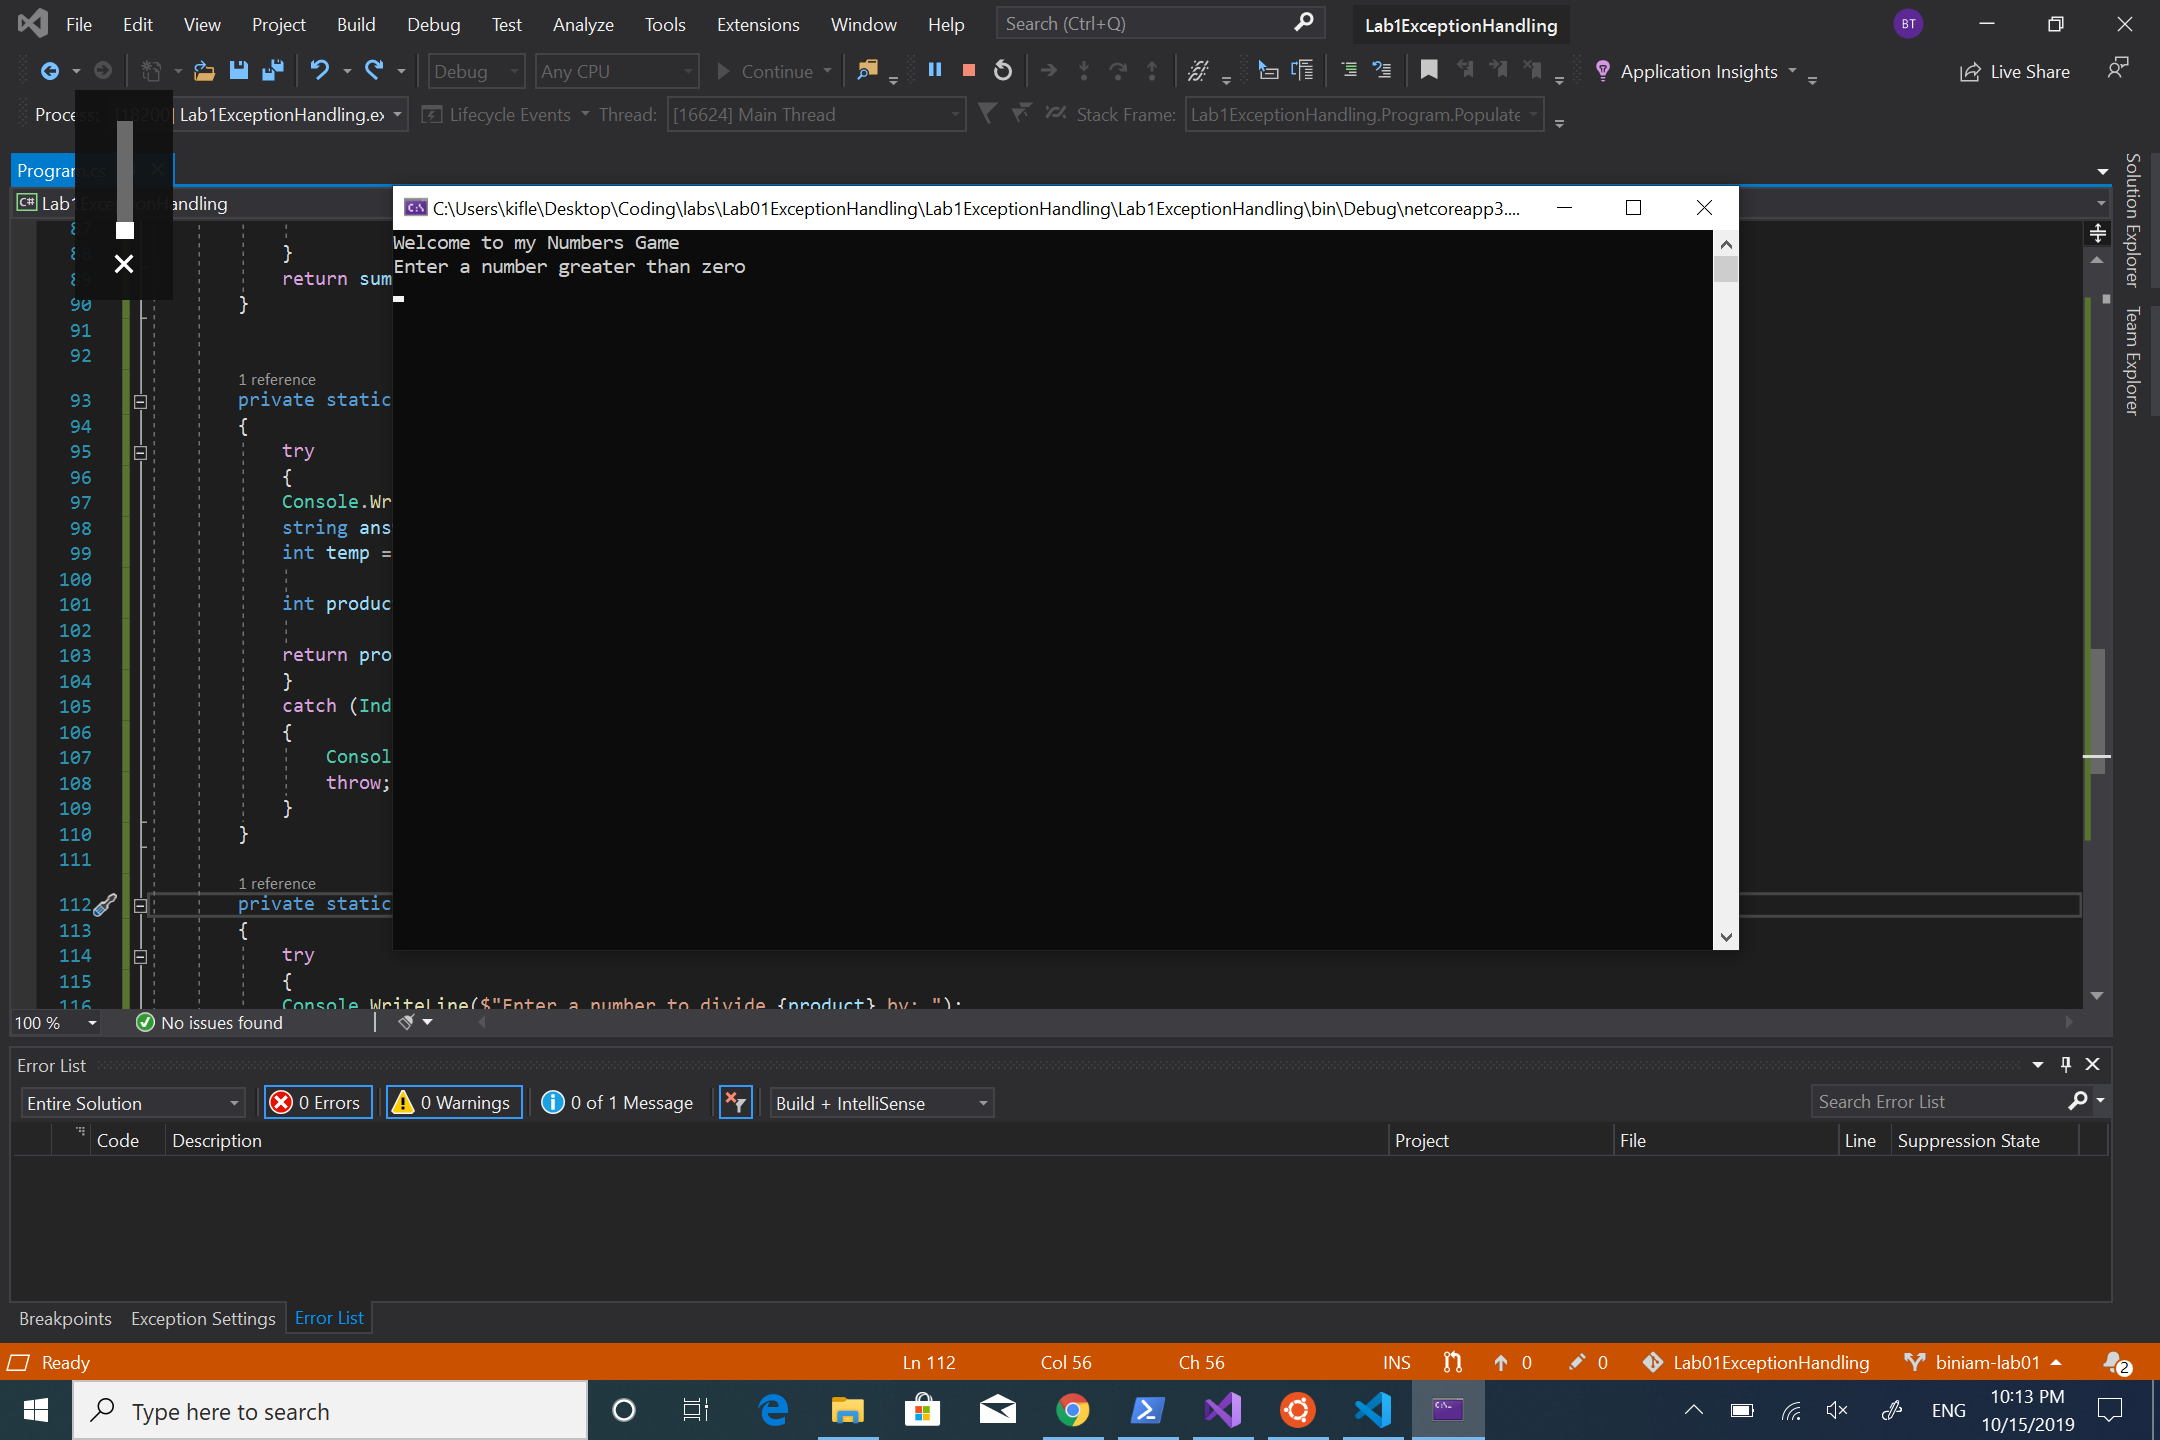 File Edit View Project Build Debug Test Analyze Tools Extensions Window Help Search (Ctrl+Q) Lab1ExceptionHandling BT
Debug Any CPU Continue Application Insights Live Share
Process: [18200] Lab1ExceptionHandling.ex Lifecycle Events Thread: [16624] Main Thread Stack Frame: Lab1ExceptionHandling.Program.Populate
Program.cs
C# Lab1ExceptionHandling
C:\Users\kifle\Desktop\Coding\labs\Lab01ExceptionHandling\Lab1ExceptionHandling\Lab1ExceptionHandling\bin\Debug\netcoreapp3....
Welcome to my Numbers Game
Enter a number greater than zero
Solution Explorer
Team Explorer
87
88 }
89 return sum
90 }
91
92
1 reference
93 private static
94 {
95 try
96 {
97 Console.Wr
98 string ans
99 int temp =
100
101 int produc
102
103 return pro
104 }
105 catch (Ind
106 {
107 Consol
108 throw;
109 }
110 }
111
1 reference
112 private static
113 {
114 try
115 {
116 Console.WriteLine($"Enter a number to divide {product} by: ");
100 % No issues found
Error List
Entire Solution 0 Errors 0 Warnings 0 of 1 Message Build + IntelliSense Search Error List
Code Description Project File Line Suppression State
Breakpoints Exception Settings Error List
Ready Ln 112 Col 56 Ch 56 INS 0 0 Lab01ExceptionHandling biniam-lab01 2
Type here to search ENG 10:13 PM
10/15/2019